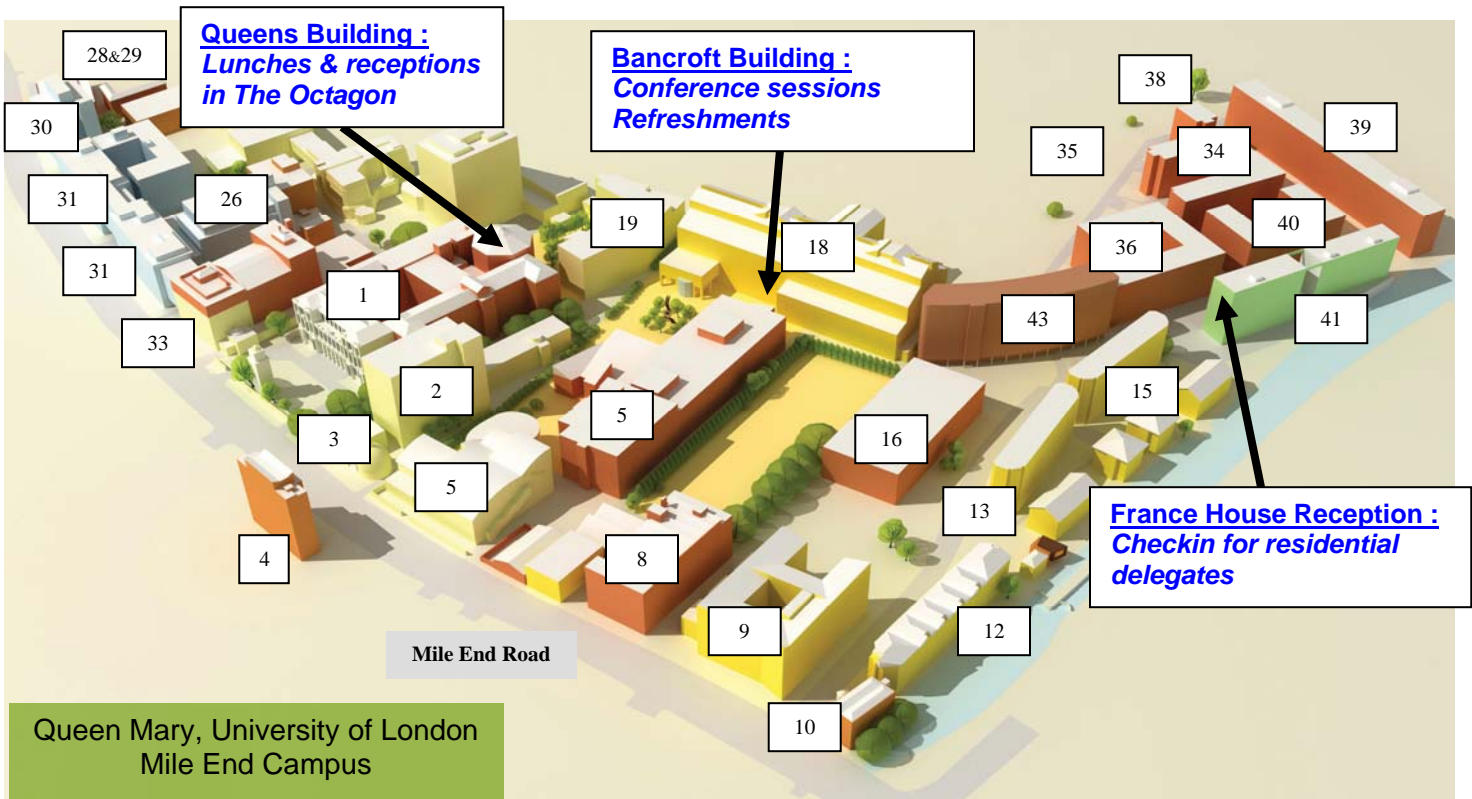 28&29
Queens Building :
Lunches & receptions
in The Octagon
Bancroft Building :
Conference sessions
Refreshments
38
30
39
35
34
31
26
19
18
40
36
31
1
43
41
33
2
15
5
3
16
5
13
France House Reception :
Checkin for residential
delegates
4
8
9
12
Mile End Road
10
Queen Mary, University of London
Mile End Campus